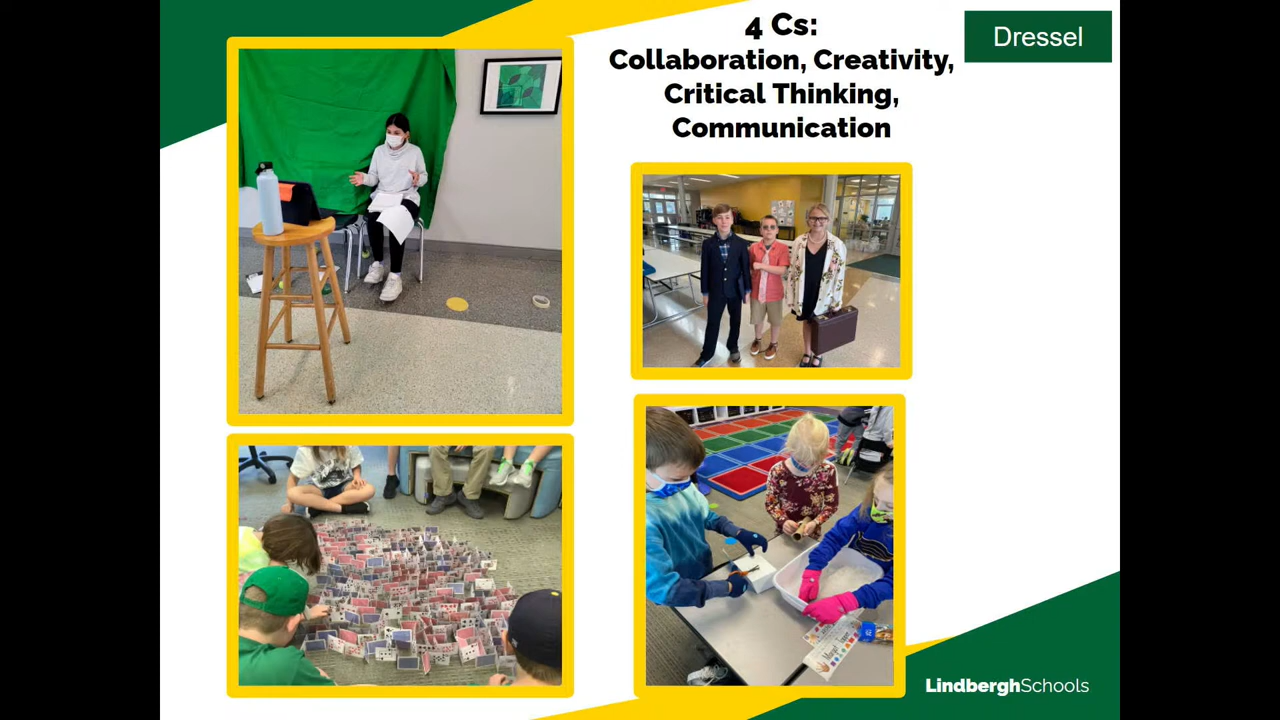 4 Cs:
Collaboration, Creativity,
Critical Thinking,
Communication
Dressel
LindberghSchools